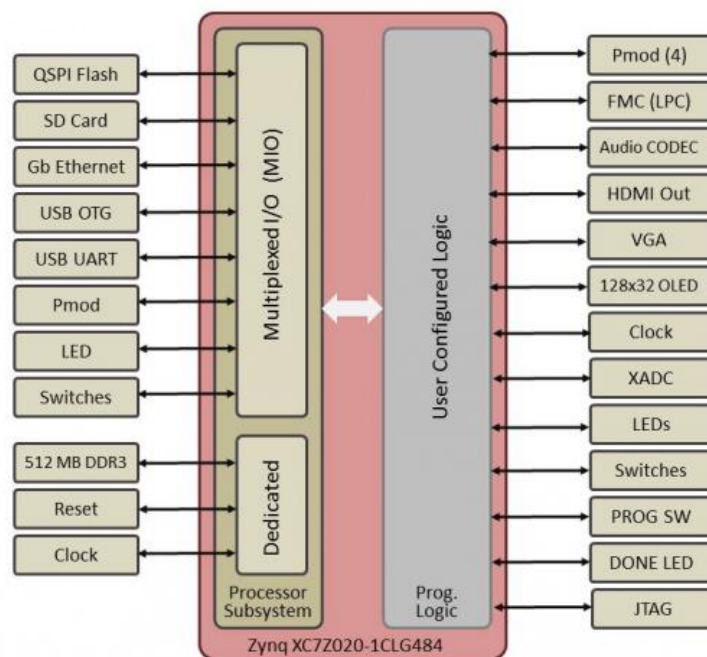 QSPI Flash
SD Card
Gb Ethernet
USB OTG
USB UART
Pmod
LED
Switches
512 MB DDR3
Reset
Clock
Multiplexed I/O (MIO)
Dedicated
Processor
Subsystem
User Configured Logic
Prog.
Logic
Zynq XC7Z020-1CLG484
Pmod (4)
FMC (LPC)
Audio CODEC
HDMI Out
VGA
128x32 OLED
Clock
XADC
LEDs
Switches
PROG SW
DONE LED
JTAG